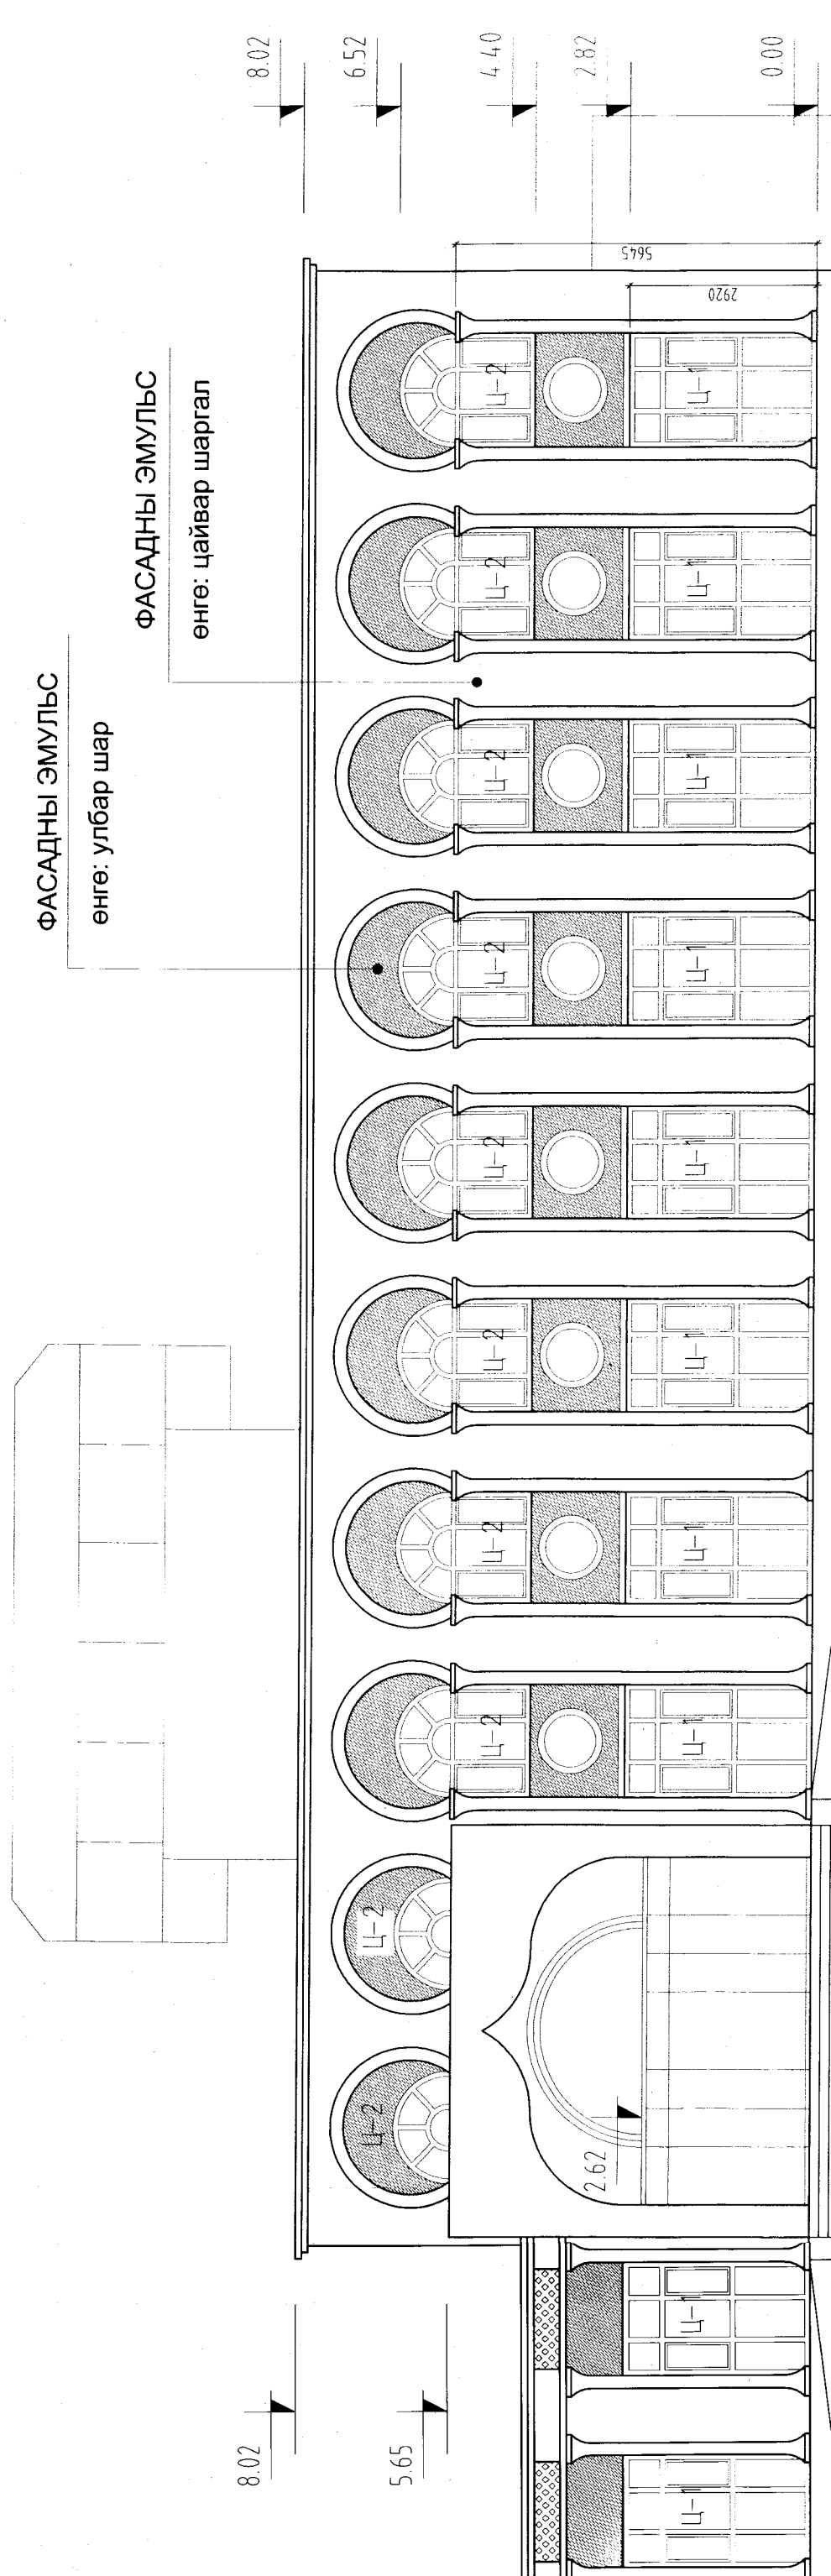 ФАСАДНЫ ЭМУЛЬС
өнгө: улбар шар
ФАСАДНЫ ЭМУЛЬС
өнгө: цайвар шаргал
8.02
6.52
4.40
2.82
0.00
8.02
5.65
2.62
5645
2920
Ц-2
Ц-2
Ц-2
Ц-2
Ц-2
Ц-2
Ц-2
Ц-2
Ц-2
Ц-2
Ц-1
Ц-1
Ц-1
Ц-1
Ц-1
Ц-1
Ц-1
Ц-1
Ц-1
Ц-1